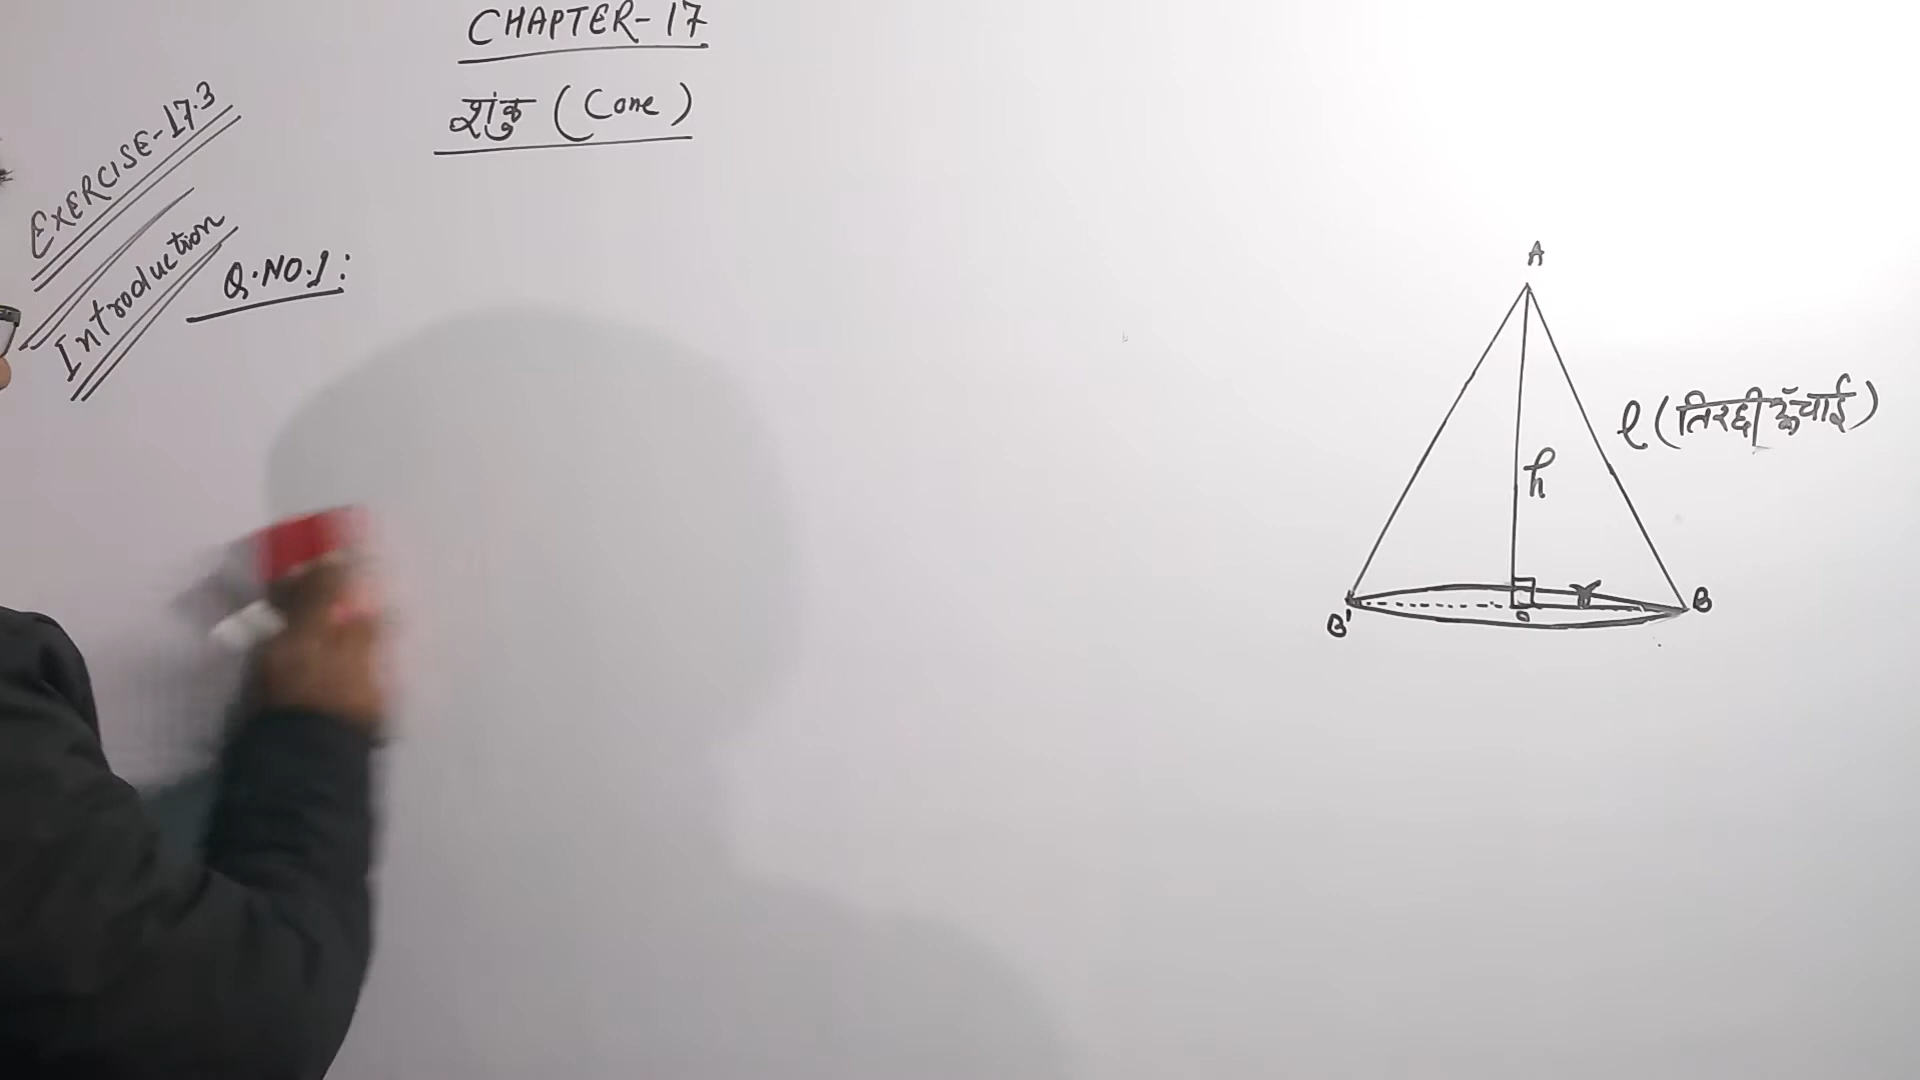 CHAPTER-17
शंकु (Cone)
EXERCISE-17.3
Introduction
Q.NO.1:
A
l (तिरछी ऊँचाई)
h
r
B'
O
B